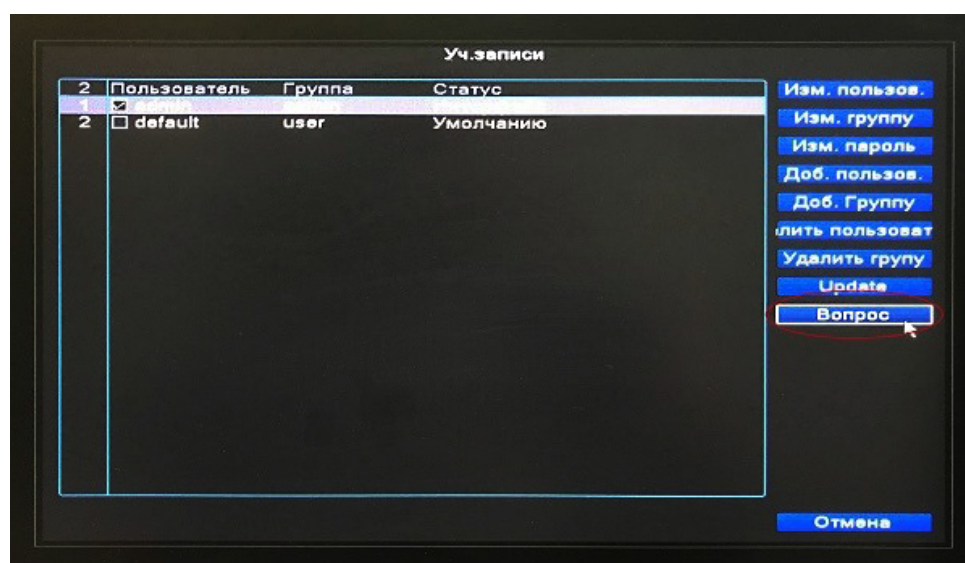 Уч.записи
2 Пользователь Группа Статус
1 admin
2 default user Умолчанию
Изм. пользов.
Изм. группу
Изм. пароль
Доб. пользов.
Доб. Группу
лить пользоват
Удалить групу
Update
Вопрос
Отмена